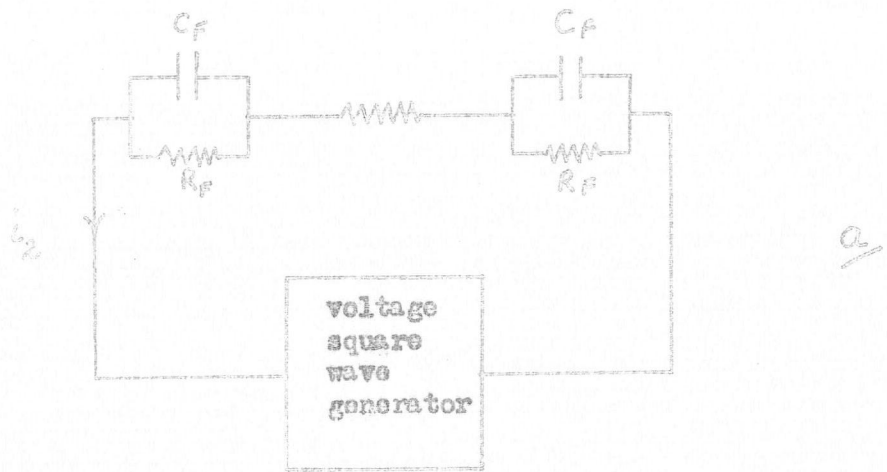 C_F
C_F
R_F
R_F
i_2
a
voltage
square
wave
generator